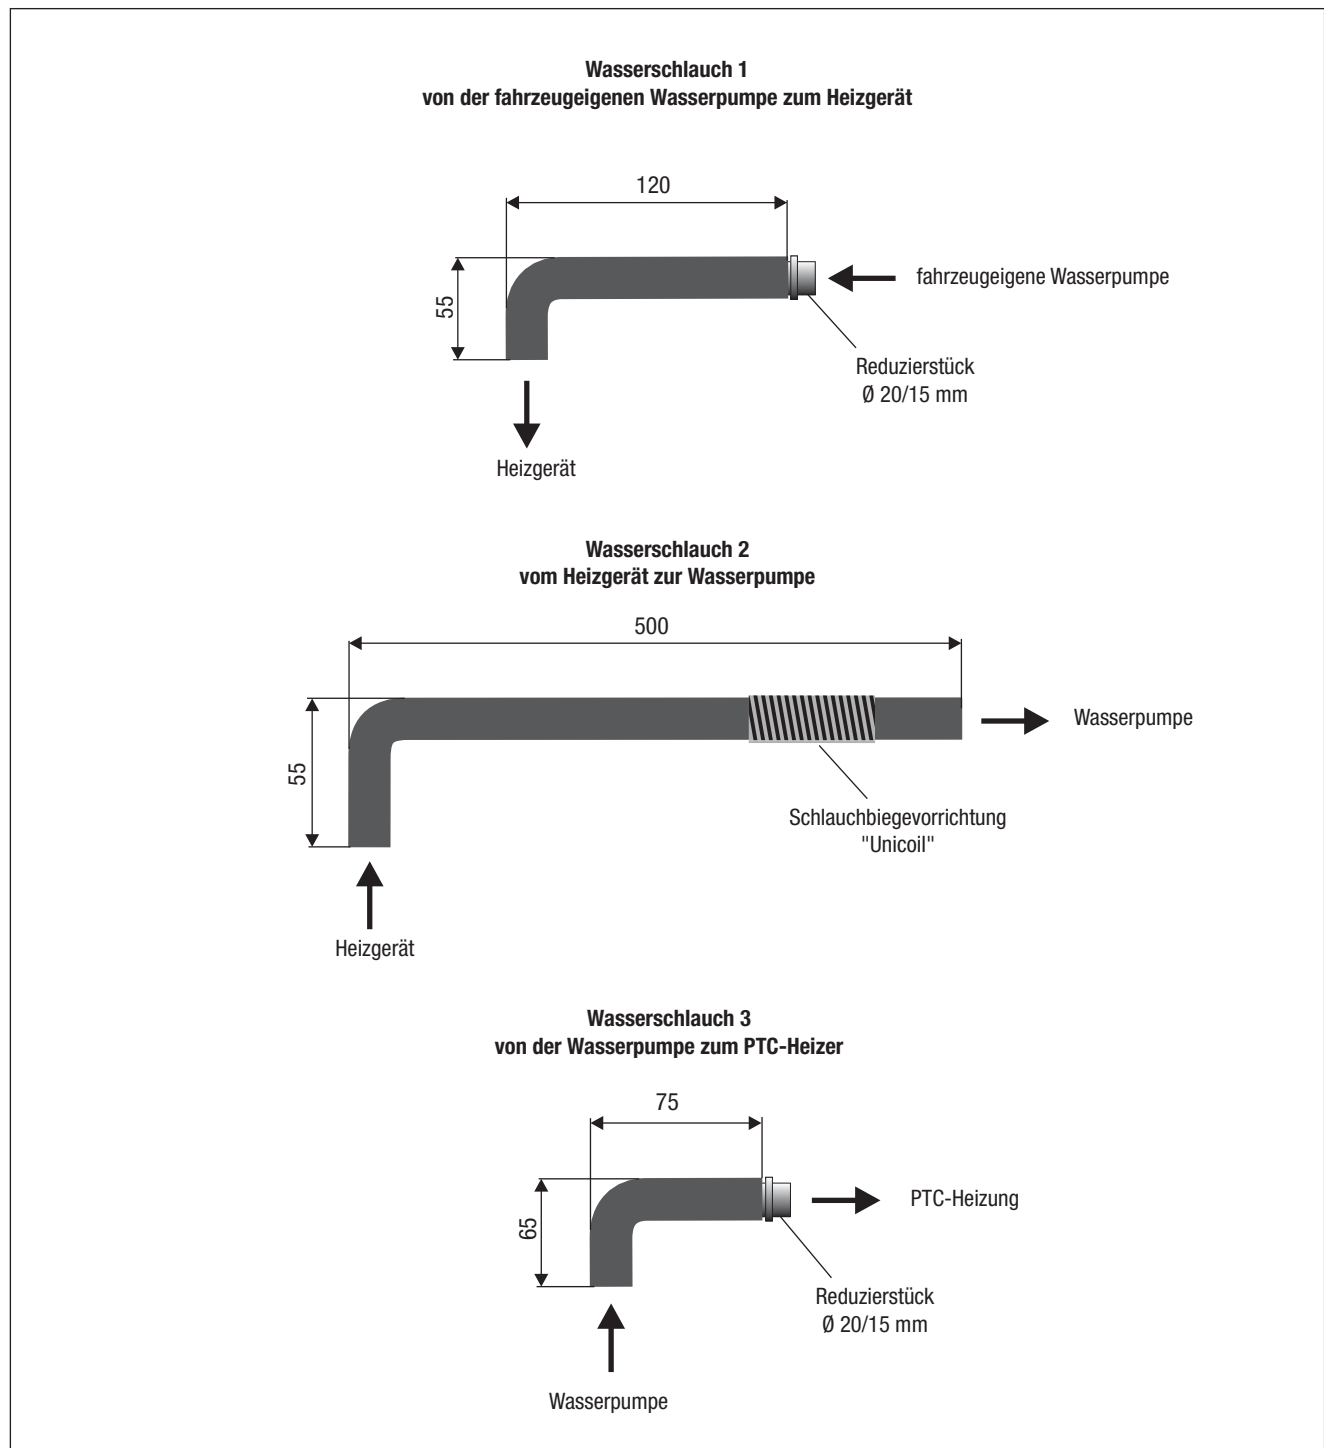 Wasserschlauch 1
von der fahrzeugeigenen Wasserpumpe zum Heizgerät
120
55
fahrzeugeigene Wasserpumpe
Reduzierstück
Ø 20/15 mm
Heizgerät
Wasserschlauch 2
vom Heizgerät zur Wasserpumpe
500
55
Wasserpumpe
Schlauchbiegevorrichtung
"Unicoil"
Heizgerät
Wasserschlauch 3
von der Wasserpumpe zum PTC-Heizer
75
65
PTC-Heizung
Reduzierstück
Ø 20/15 mm
Wasserpumpe